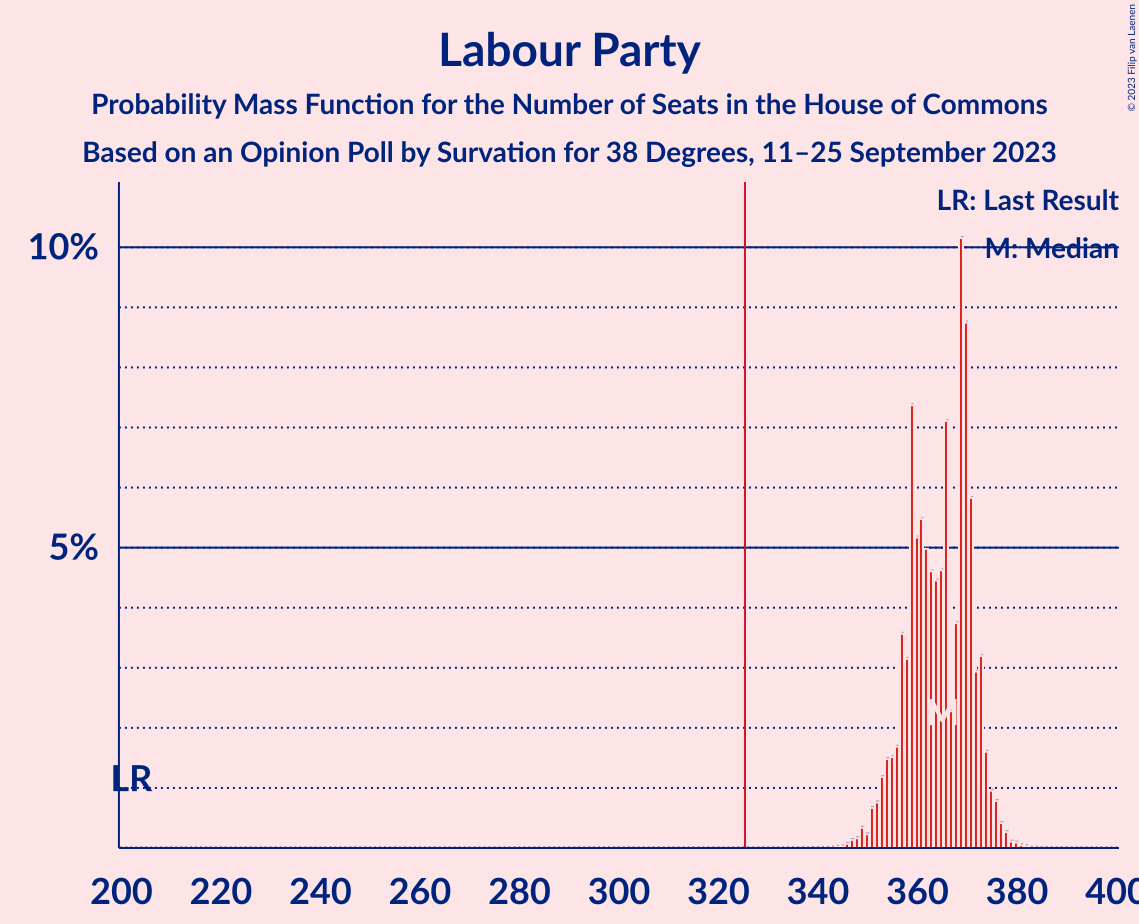 Labour Party
Probability Mass Function for the Number of Seats in the House of Commons
Based on an Opinion Poll by Survation for 38 Degrees, 11–25 September 2023
© 2023 Filip van Laenen
LR: Last Result
M: Median
10%
5%
LR
M
200 220 240 260 280 300 320 340 360 380 400